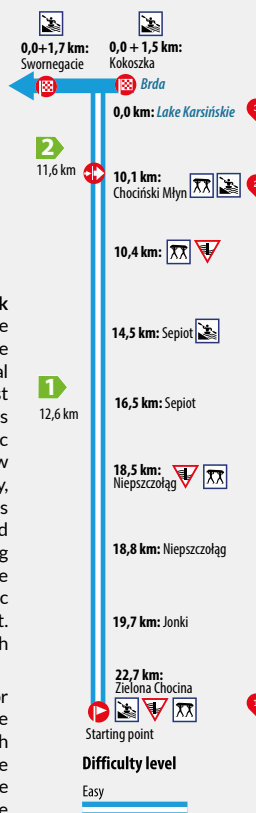 0,0+1,7 km:
Swornegacie
0,0 + 1,5 km:
Kokoszka
Brda
0,0 km: Lake Karsińskie
2
11,6 km
10,1 km:
Chociński Młyn
10,4 km:
14,5 km: Sepiot
1
12,6 km
16,5 km: Sepiot
18,5 km:
Niepszczołąg
18,8 km: Niepszczołąg
19,7 km: Jonki
22,7 km:
Zielona Chocina
Starting point
Difficulty level
Easy